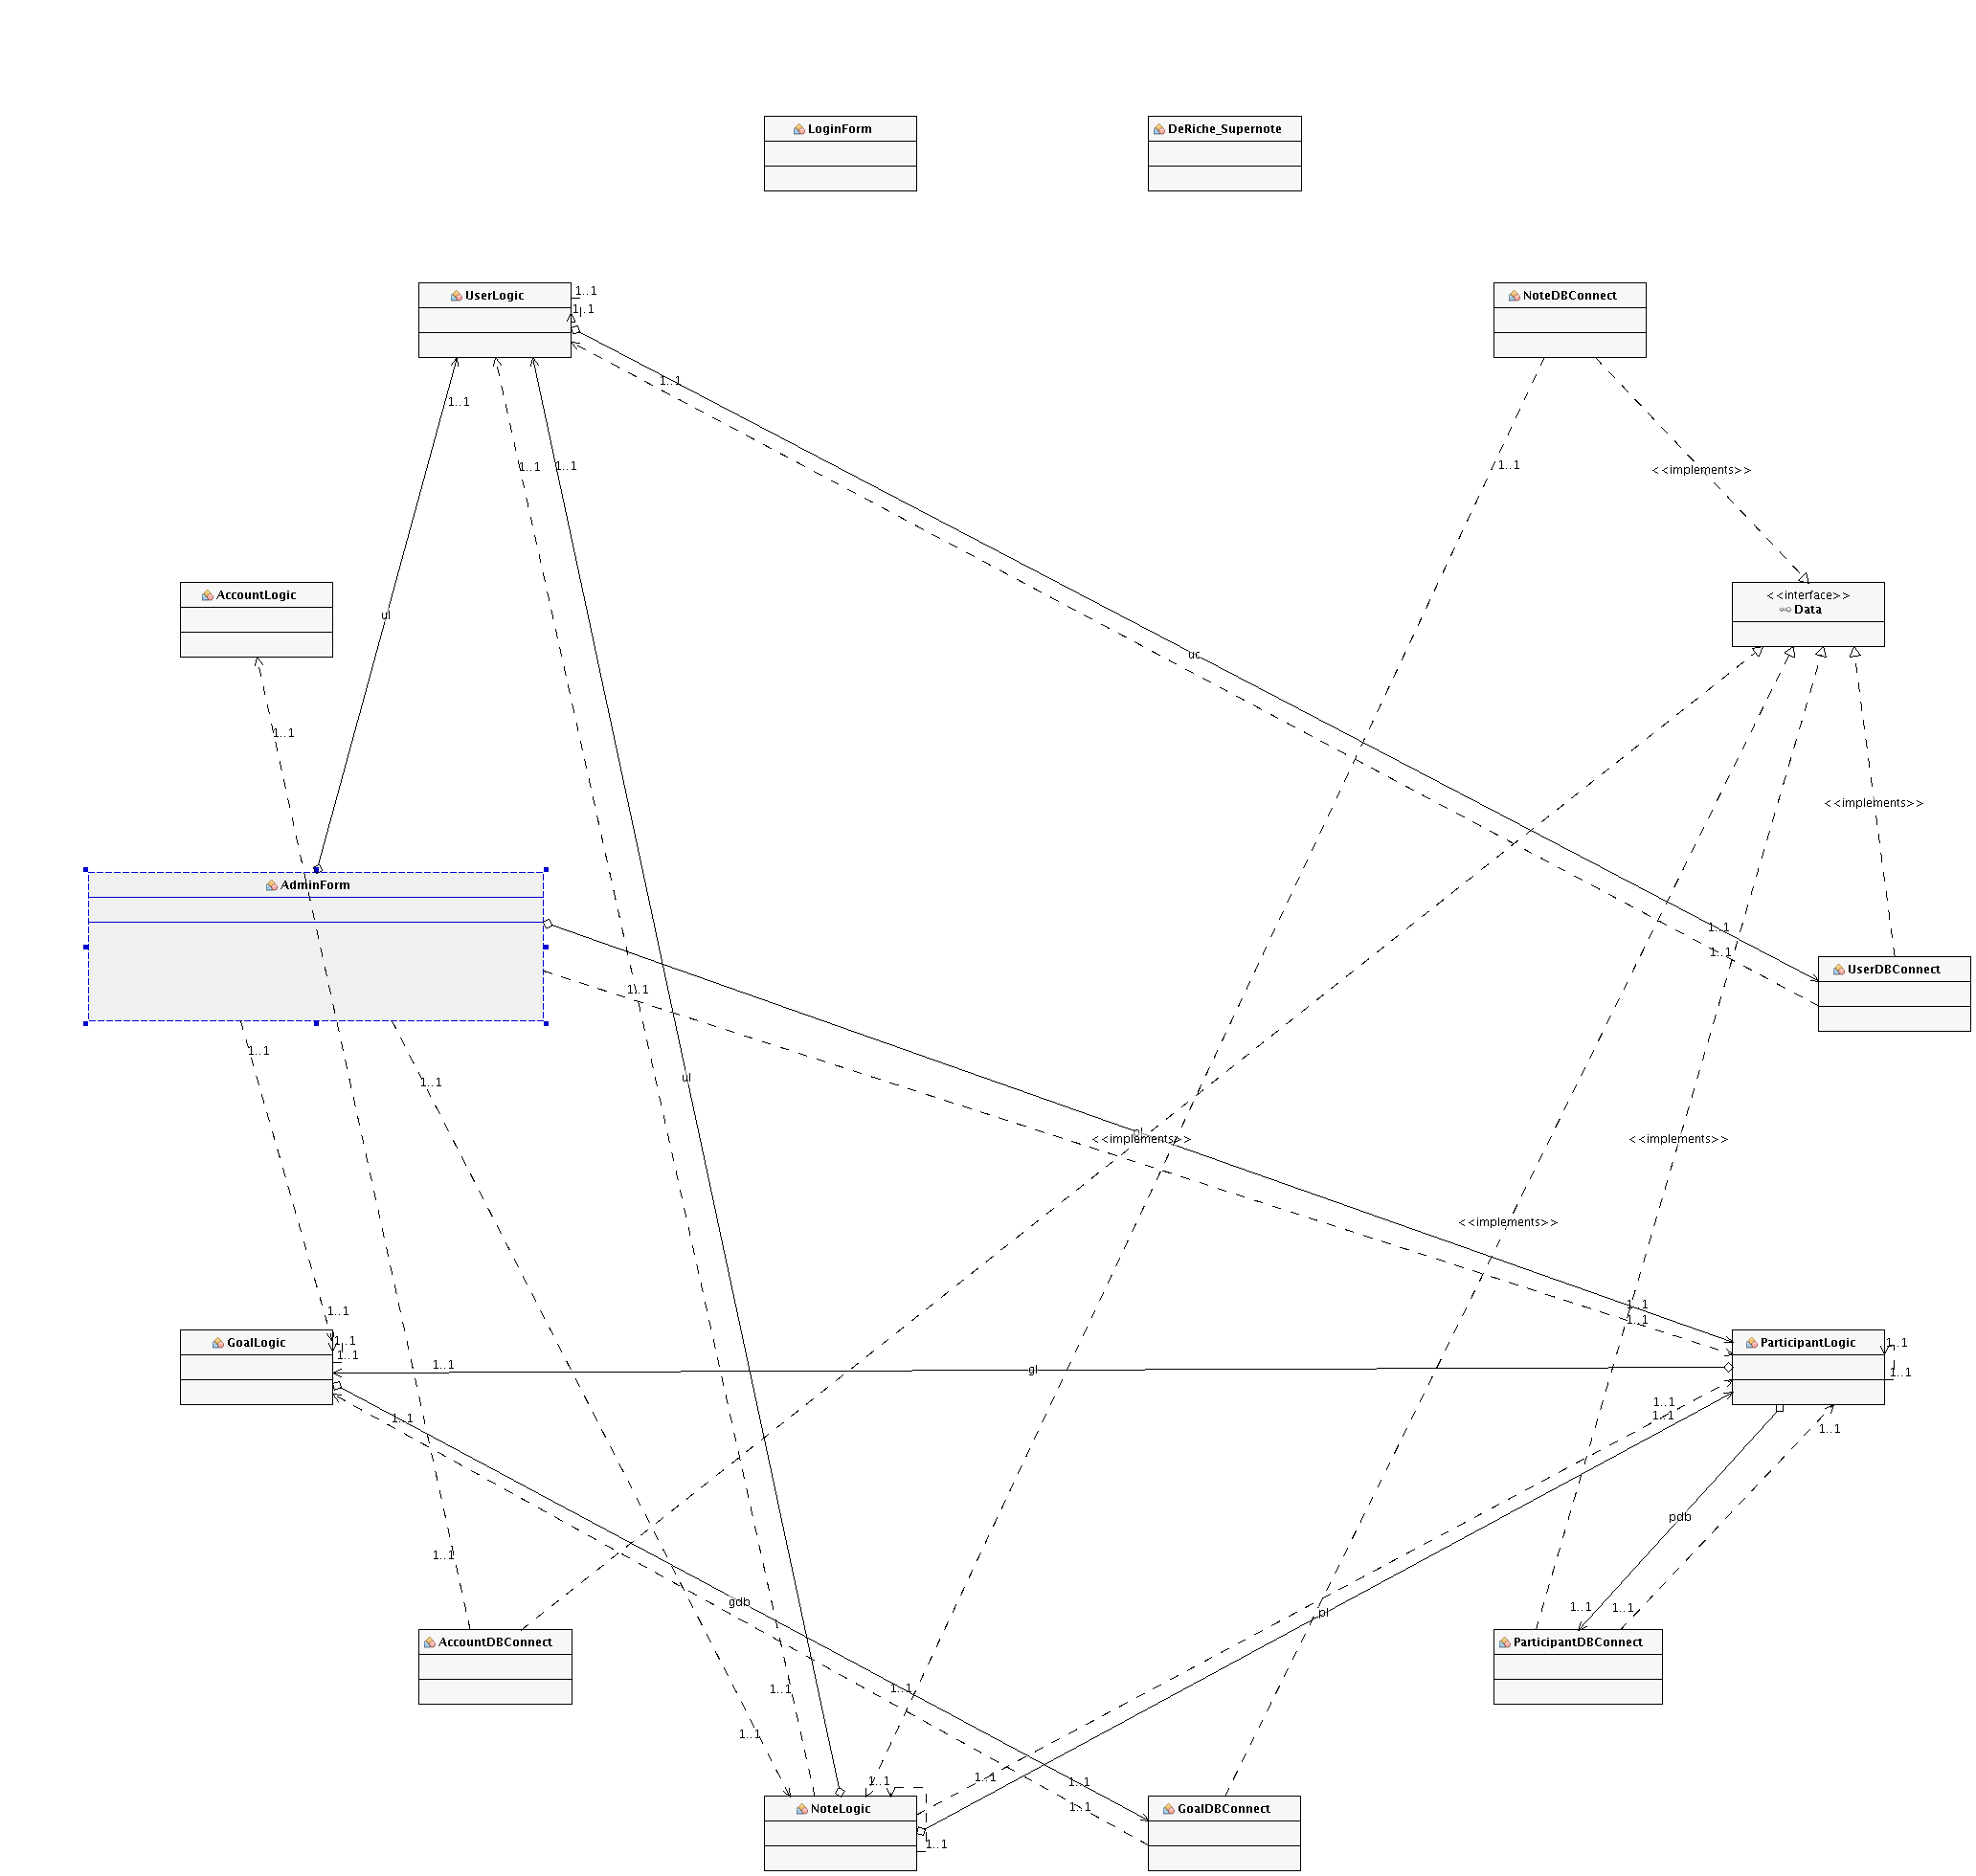 LoginForm
DeRiche_Supernote
UserLogic
1..1
1..1
NoteDBConnect
1..1
1..1
1..1
1..1
1..1
<<implements>>
AccountLogic
<<interface>>
Data
ul
uc
1..1
<<implements>>
AdminForm
1..1
1..1
UserDBConnect
1..1
1..1
ul
1..1
pl
<<implements>>
<<implements>>
<<implements>>
1..1
1..1
1..1
GoalLogic
1..1
1..1
ParticipantLogic
1..1
1..1
gl
1..1
1..1
1..1
1..1
1..1
pdb
1..1
gdb
1..1
1..1
pl
AccountDBConnect
ParticipantDBConnect
1..1
1..1
1..1
1..1
1..1
1..1
1..1
NoteLogic
GoalDBConnect
1..1
1..1